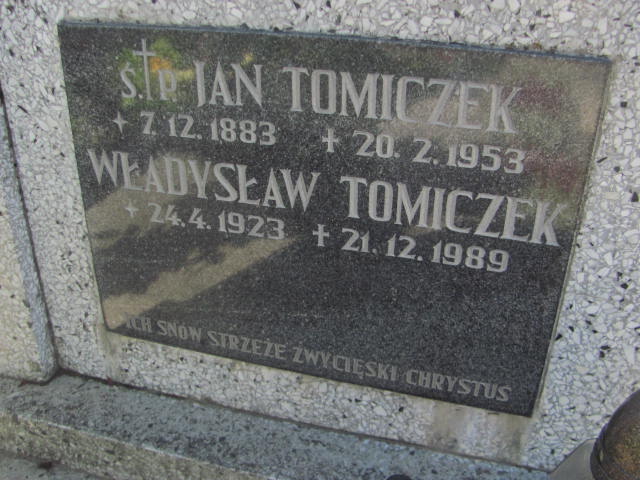 Ś.†P. JAN TOMICZEK
* 7.12.1883 † 20.2.1953
WŁADYSŁAW TOMICZEK
* 24.4.1923 † 21.12.1989
ICH SNÓW STRZEŻE ZWYCIĘSKI CHRYSTUS